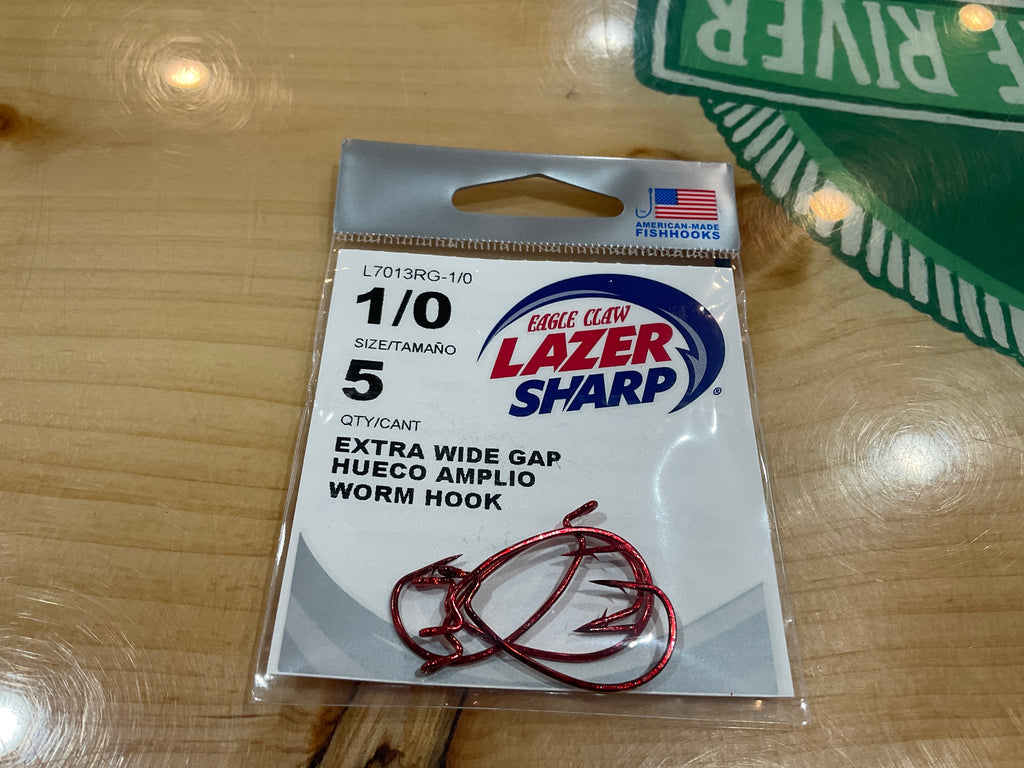 RIVER
AMERICAN-MADE
FISHHOOKS
L7013RG-1/0
1/0
SIZE/TAMAÑO
5
QTY/CANT
EAGLE CLAW
LAZER
SHARP®
EXTRA WIDE GAP
HUECO AMPLIO
WORM HOOK